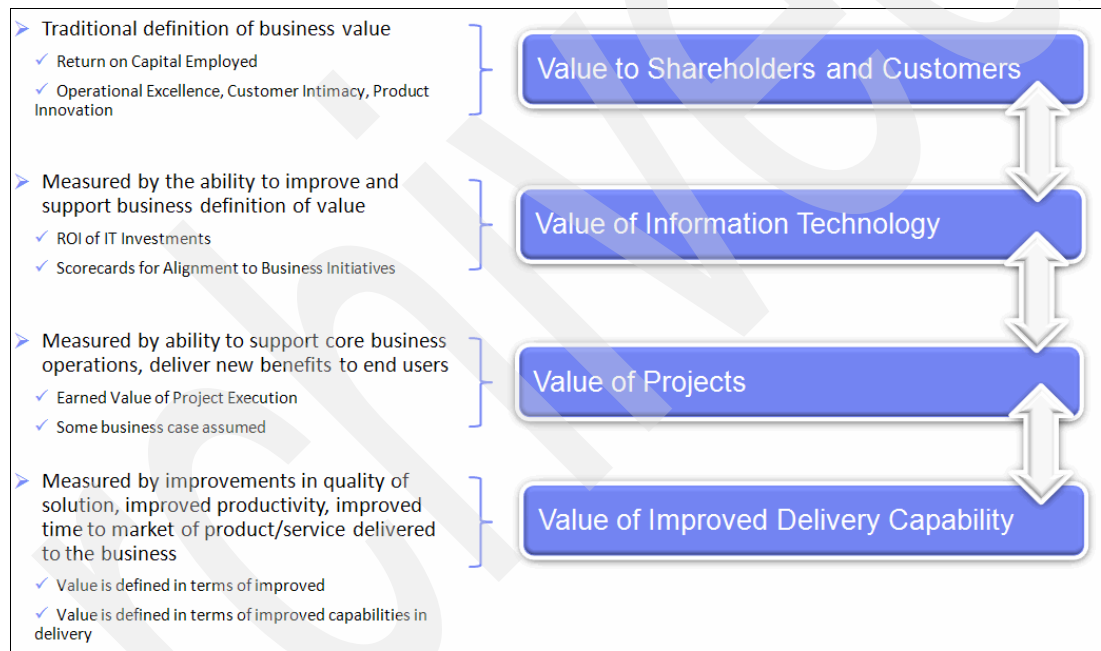 Traditional definition of business value
Return on Capital Employed
Operational Excellence, Customer Intimacy, Product
Innovation
Value to Shareholders and Customers
Measured by the ability to improve and
support business definition of value
ROI of IT Investments
Scorecards for Alignment to Business Initiatives
Value of Information Technology
Measured by ability to support core business
operations, deliver new benefits to end users
Earned Value of Project Execution
Some business case assumed
Value of Projects
Measured by improvements in quality of
solution, improved productivity, improved
time to market of product/service delivered
to the business
Value is defined in terms of improved
Value is defined in terms of improved capabilities in
delivery
Value of Improved Delivery Capability